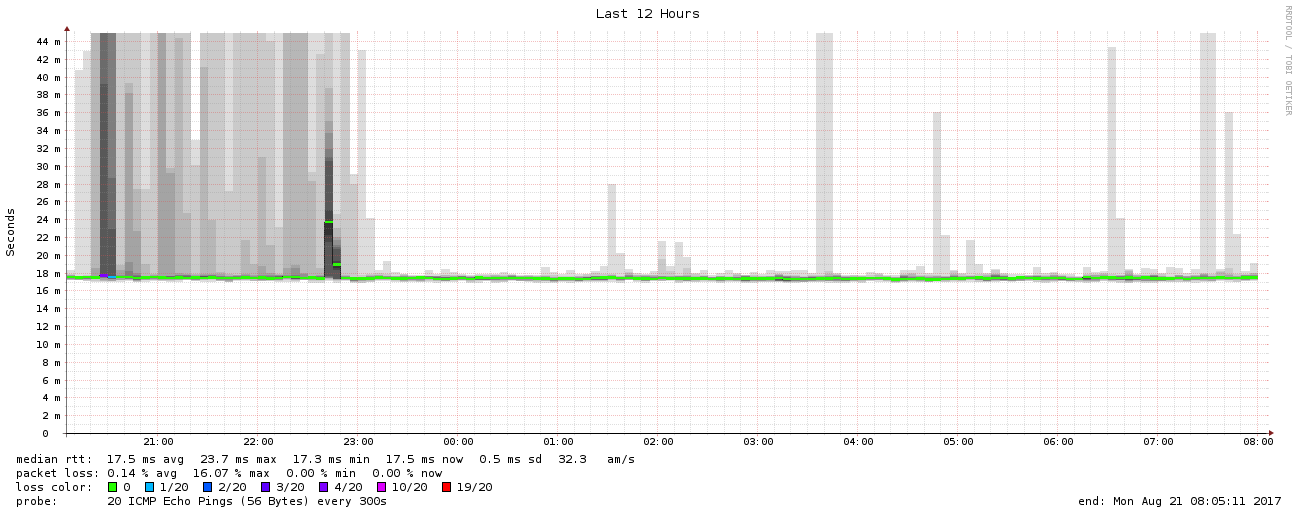 Last 12 Hours
RRDTOOL / TOBI OETIKER
Seconds
44 m
42 m
40 m
38 m
36 m
34 m
32 m
30 m
28 m
26 m
24 m
22 m
20 m
18 m
16 m
14 m
12 m
10 m
8 m
6 m
4 m
2 m
0
21:00 22:00 23:00 00:00 01:00 02:00 03:00 04:00 05:00 06:00 07:00 08:00
median rtt: 17.5 ms avg 23.7 ms max 17.3 ms min 17.5 ms now 0.5 ms sd 32.3 am/s
packet loss: 0.14 % avg 16.07 % max 0.00 % min 0.00 % now
loss color: 0 1/20 2/20 3/20 4/20 10/20 19/20
probe: 20 ICMP Echo Pings (56 Bytes) every 300s end: Mon Aug 21 08:05:11 2017